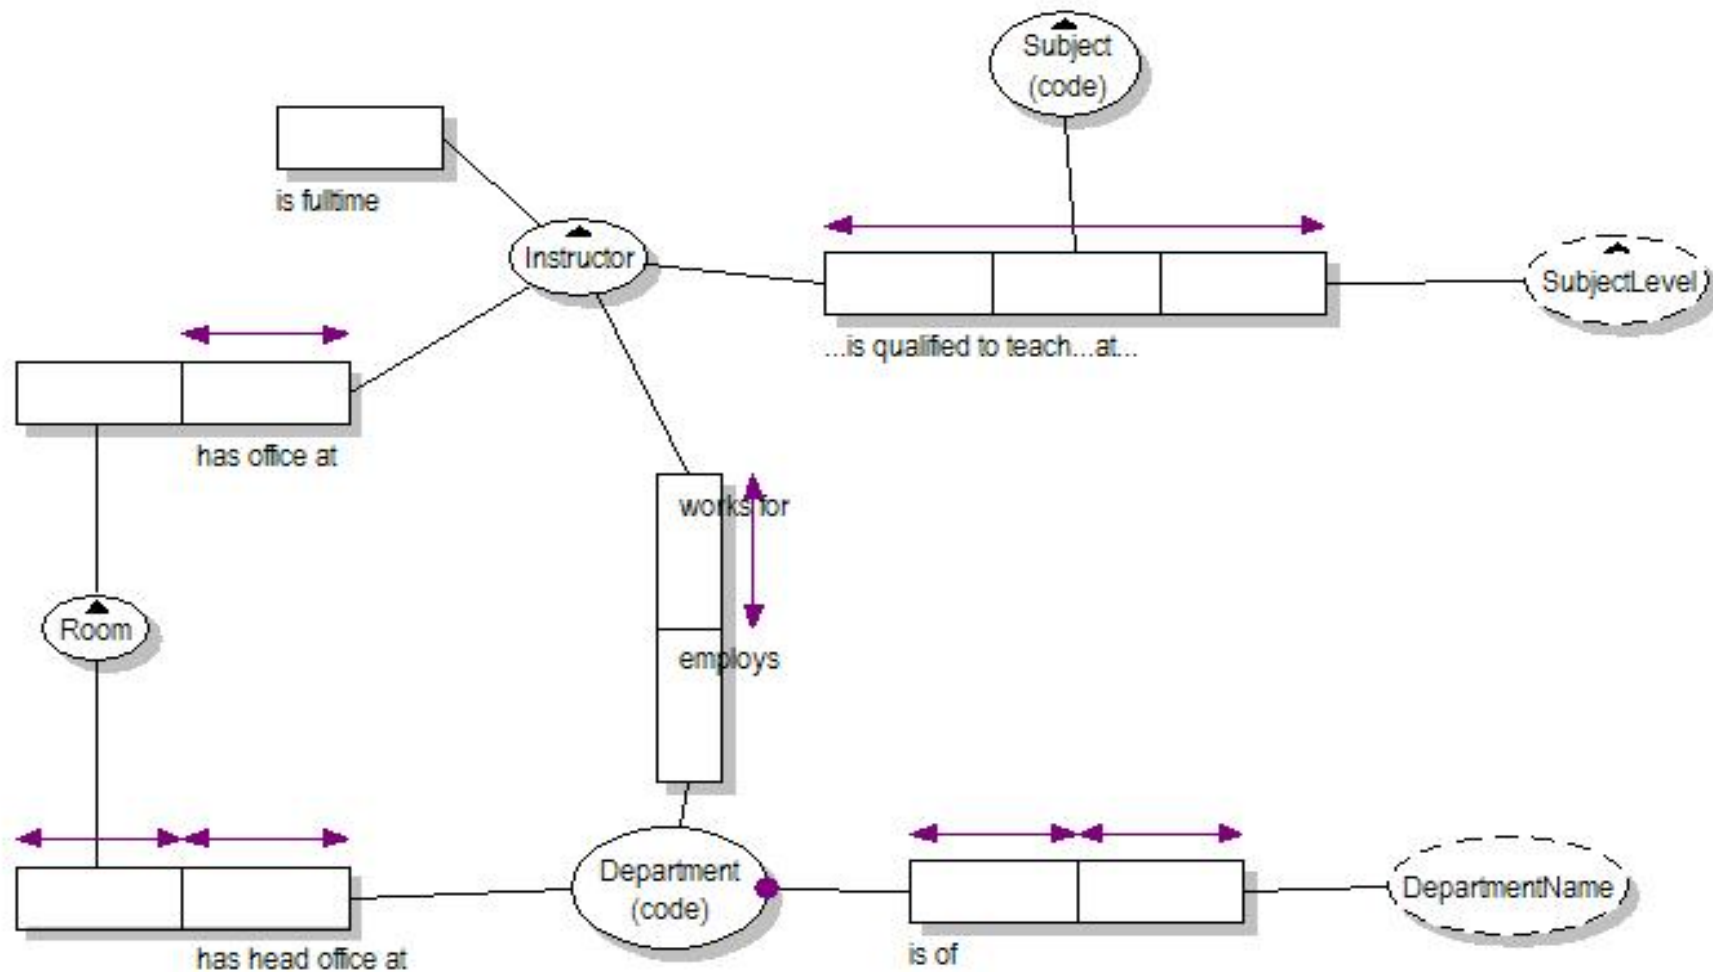 Subject
(code)
is fulltime
Instructor
SubjectLevel
...is qualified to teach...at...
has office at
works for
Room
employs
Department
(code)
DepartmentName
has head office at
is of